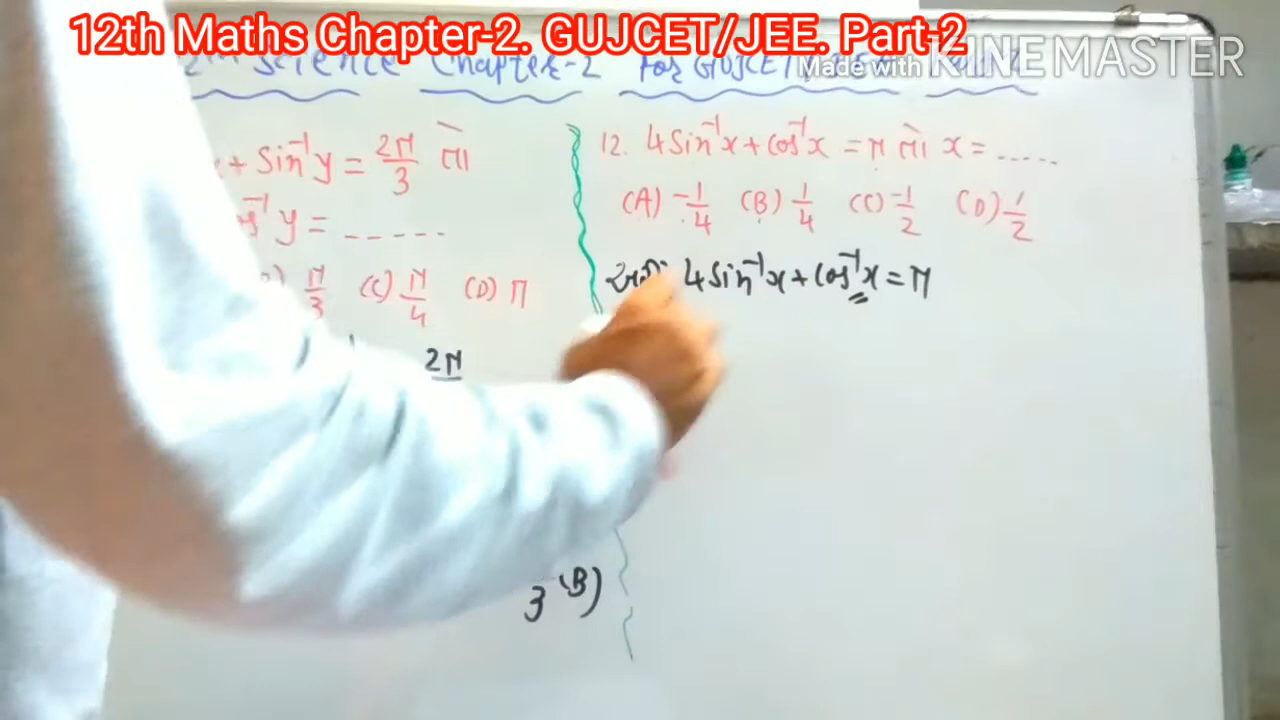 12th Maths Chapter-2. GUJCET/JEE. Part-2
Made with KINEMASTER
Science Chapter-2 For GUJCET
x + Sin⁻¹y = 2π/3 તો
y = _ _ _ _ _
π/3 (C) π/4 (D) π
2π
3 (B)
12. 4Sin⁻¹x + Cos⁻¹x = π તો x = .....
(A) -1/4 (B) 1/4 (C) -1/2 (D) 1/2
4Sin⁻¹x + Cos⁻¹x = π